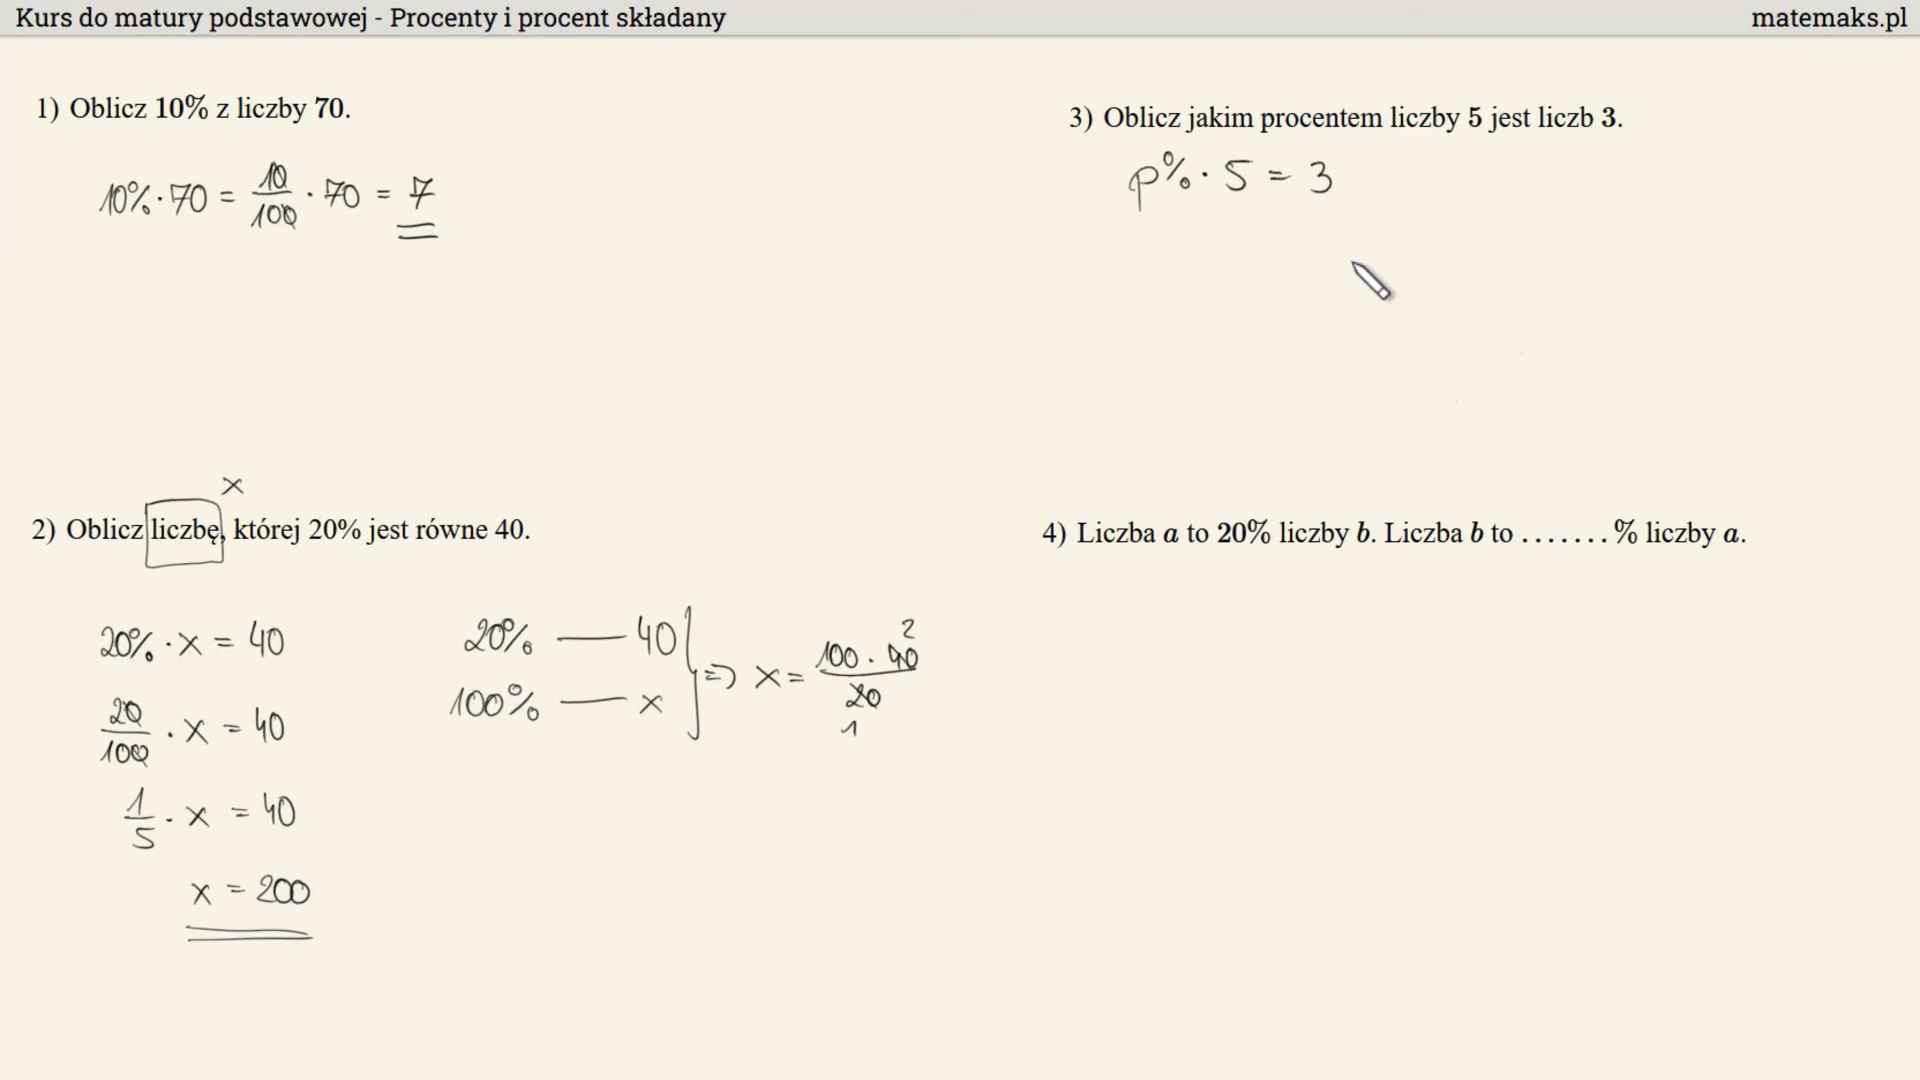 Kurs do matury podstawowej - Procenty i procent składany
matemaks.pl
1) Oblicz 10% z liczby 70.
10% · 70 = 10/100 · 70 = 7
x
2) Oblicz liczbę, której 20% jest równe 40.
20% · x = 40
20/100 · x = 40
1/5 · x = 40
x = 200
20% — 40
100% — x
=> x = 100 · 40 / 20
2
1
3) Oblicz jakim procentem liczby 5 jest liczb 3.
p% · 5 = 3
4) Liczba a to 20% liczby b. Liczba b to .......% liczby a.